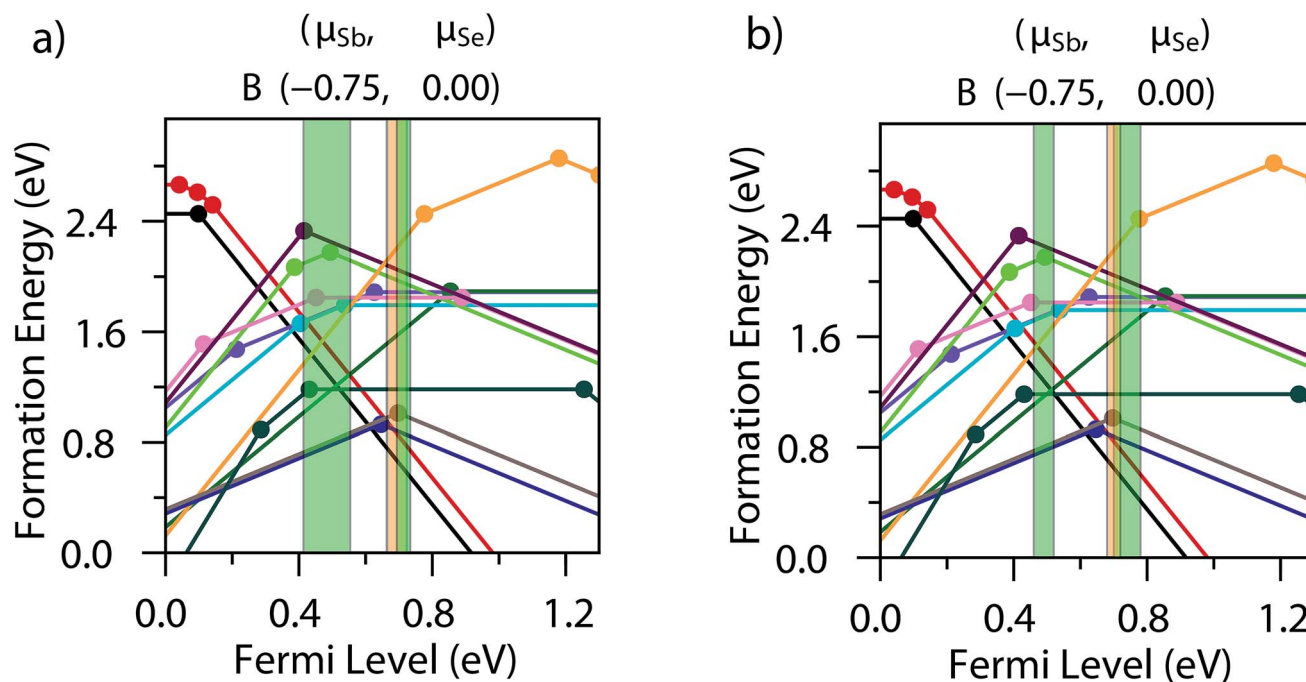 a)
(μSb, μSe)
B (−0.75, 0.00)
Formation Energy (eV)
2.4
1.6
0.8
0.0
0.0 0.4 0.8 1.2
Fermi Level (eV)
b)
(μSb, μSe)
B (−0.75, 0.00)
Formation Energy (eV)
2.4
1.6
0.8
0.0
0.0 0.4 0.8 1.2
Fermi Level (eV)